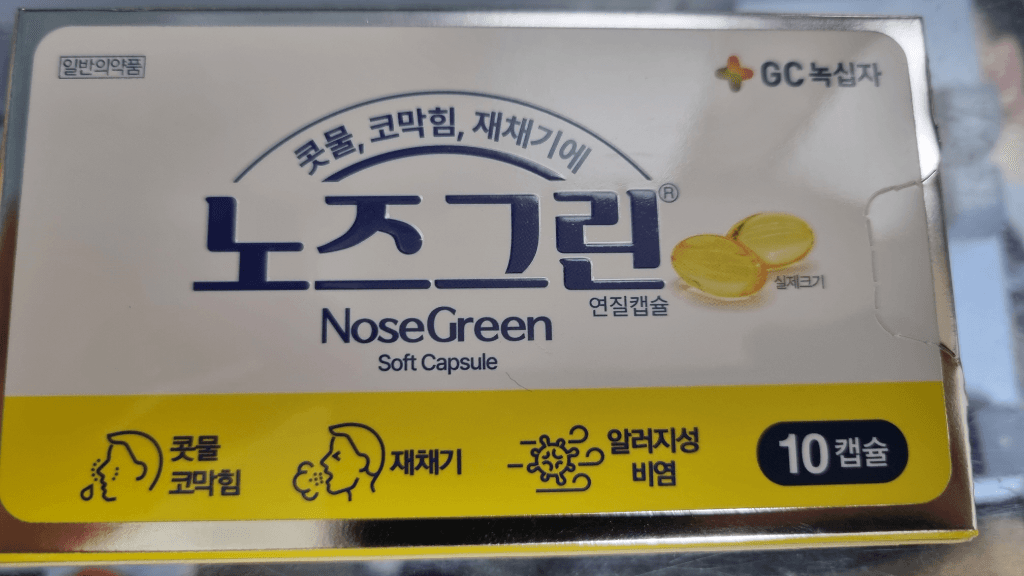 일반의약품
GC녹십자
콧물, 코막힘, 재채기에
노즈그린®
연질캡슐
실제크기
NoseGreen
Soft Capsule
콧물
코막힘
재채기
알러지성
비염
10캡슐